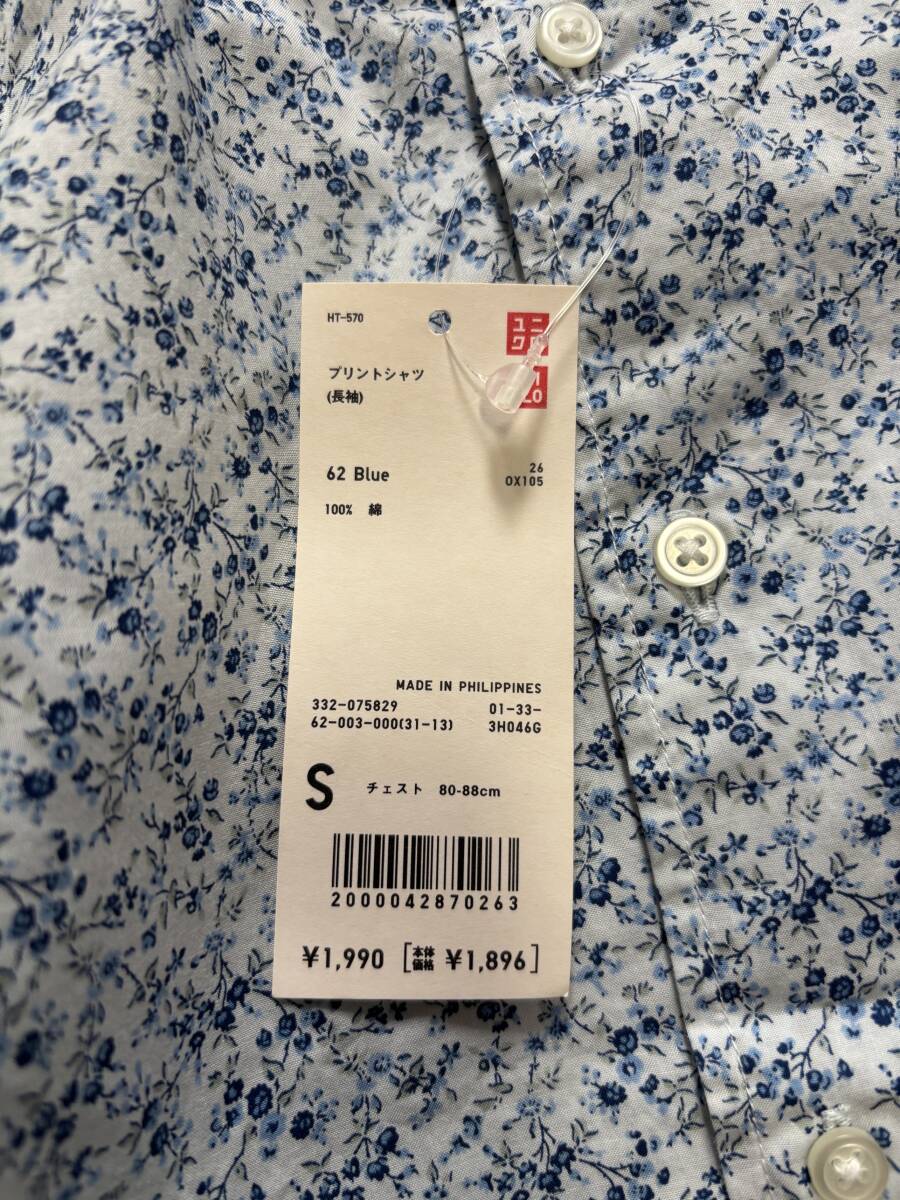 HT-570
ユニ
クロ
プリントシャツ
(長袖)
62 Blue
26
OX105
100% 綿
MADE IN PHILIPPINES
332-075829 01-33-
62-003-000(31-13) 3H046G
S チェスト 80-88cm
2000042870263
¥1,990 [本体価格 ¥1,896]